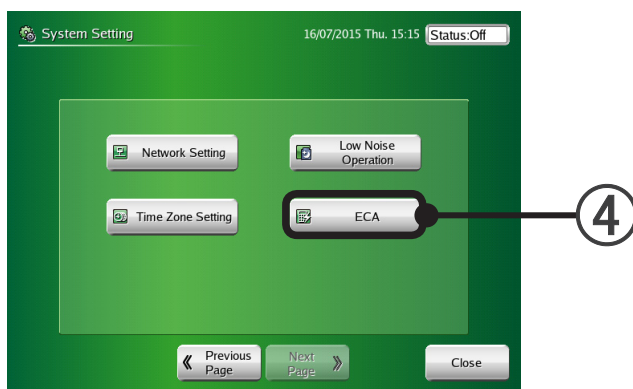 System Setting
16/07/2015 Thu. 15:15
Status:Off
Network Setting
Low Noise
Operation
Time Zone Setting
ECA
④
Previous
Page
Next
Page
Close